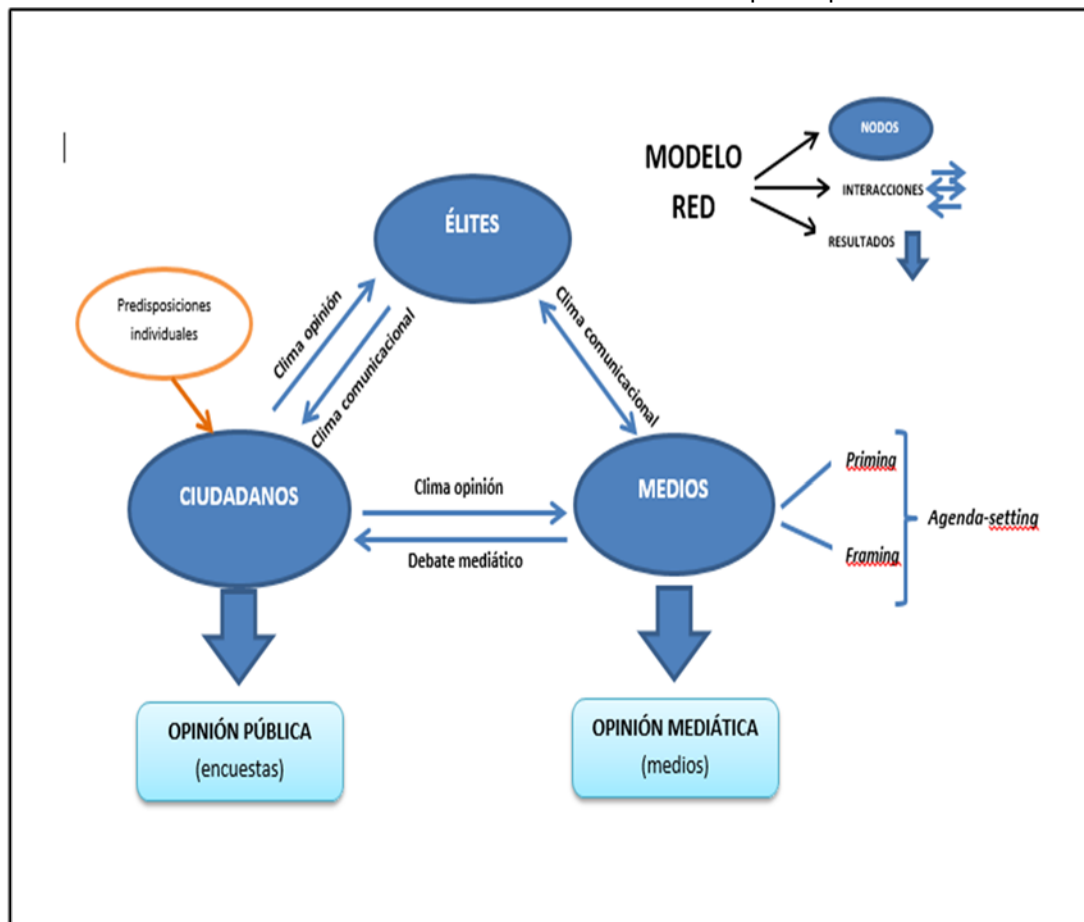 NODOS
MODELO
RED
INTERACCIONES
RESULTADOS
ÉLITES
Predisposiciones
individuales
Clima opinión
Clima comunicacional
Clima comunicacional
CIUDADANOS
Clima opinión
Debate mediático
MEDIOS
Priming
Framing
Agenda-setting
OPINIÓN PÚBLICA
(encuestas)
OPINIÓN MEDIÁTICA
(medios)